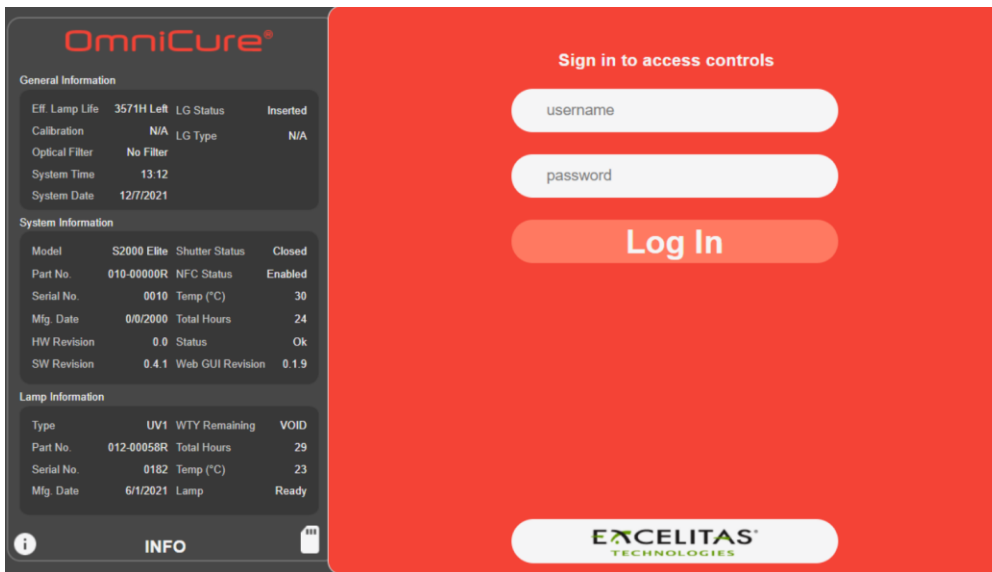 OmniCure®
General Information
Eff. Lamp Life 3571H Left LG Status Inserted
Calibration N/A LG Type N/A
Optical Filter No Filter
System Time 13:12
System Date 12/7/2021
System Information
Model S2000 Elite Shutter Status Closed
Part No. 010-00000R NFC Status Enabled
Serial No. 0010 Temp (°C) 30
Mfg. Date 0/0/2000 Total Hours 24
HW Revision 0.0 Status Ok
SW Revision 0.4.1 Web GUI Revision 0.1.9
Lamp Information
Type UV1 WTY Remaining VOID
Part No. 012-00058R Total Hours 29
Serial No. 0182 Temp (°C) 23
Mfg. Date 6/1/2021 Lamp Ready
i INFO
Sign in to access controls
username
password
Log In
EXCELITAS®
TECHNOLOGIES